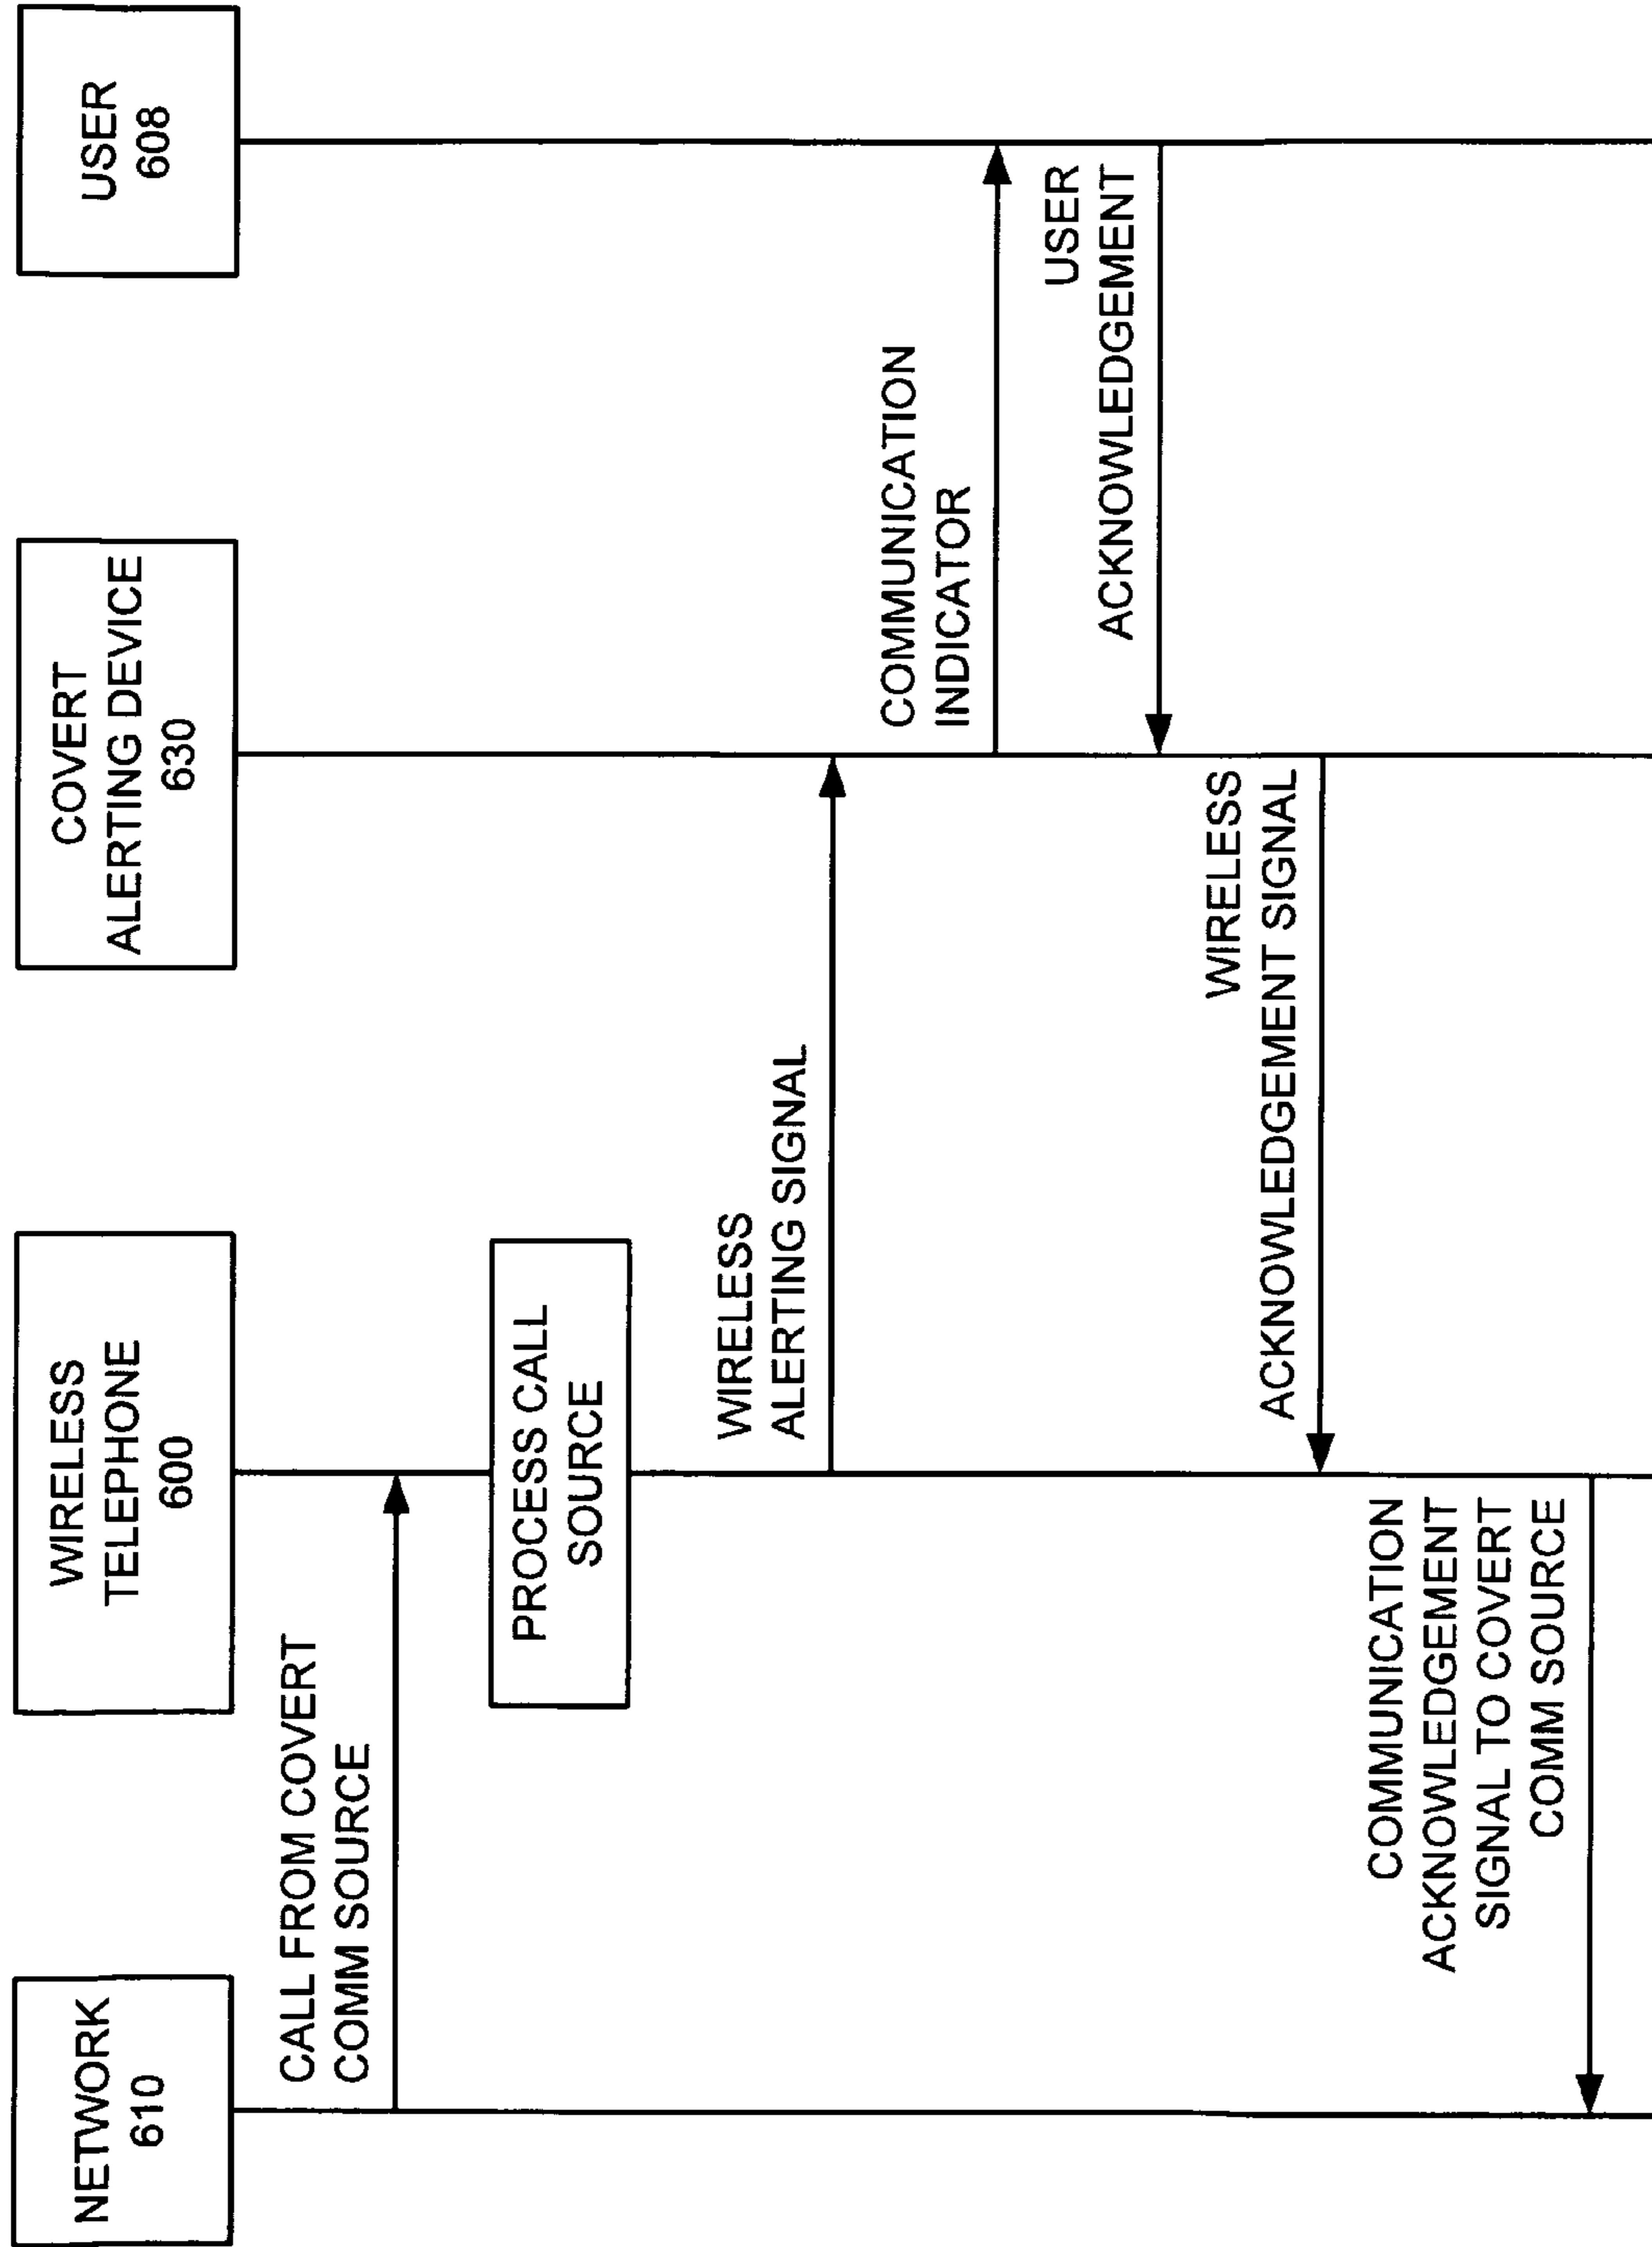 NETWORK
610
WIRELESS
TELEPHONE
600
COVERT
ALERTING DEVICE
630
USER
608
CALL FROM COVERT
COMM SOURCE
PROCESS CALL
SOURCE
WIRELESS
ALERTING SIGNAL
COMMUNICATION
INDICATOR
USER
ACKNOWLEDGEMENT
WIRELESS
ACKNOWLEDGEMENT SIGNAL
COMMUNICATION
ACKNOWLEDGEMENT
SIGNAL TO COVERT
COMM SOURCE